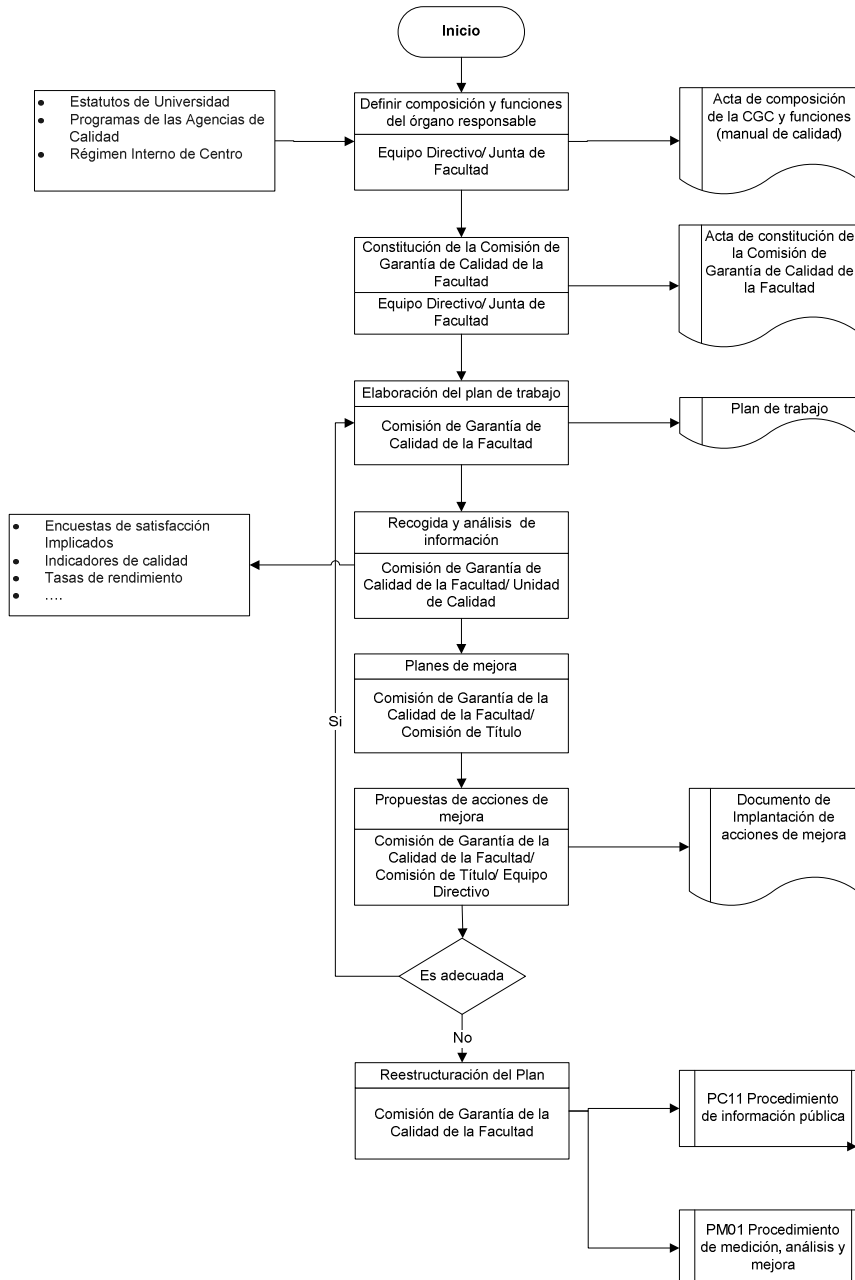 Inicio
• Estatutos de Universidad
• Programas de las Agencias de
Calidad
• Régimen Interno de Centro
Definir composición y funciones
del órgano responsable
Equipo Directivo/ Junta de
Facultad
Acta de composición
de la CGC y funciones
(manual de calidad)
Constitución de la Comisión de
Garantía de Calidad de la
Facultad
Equipo Directivo/ Junta de
Facultad
Acta de constitución de
la Comisión de
Garantía de Calidad de
la Facultad
Elaboración del plan de trabajo
Comisión de Garantía de
Calidad de la Facultad
Plan de trabajo
• Encuestas de satisfacción
Implicados
• Indicadores de calidad
• Tasas de rendimiento
• ….
Recogida y análisis de
información
Comisión de Garantía de
Calidad de la Facultad/ Unidad
de Calidad
Planes de mejora
Comisión de Garantía de la
Calidad de la Facultad/
Comisión de Título
Si
Propuestas de acciones de
mejora
Comisión de Garantía de la
Calidad de la Facultad/
Comisión de Título/ Equipo
Directivo
Documento de
Implantación de
acciones de mejora
Es adecuada
No
Reestructuración del Plan
Comisión de Garantía de la
Calidad de la Facultad
PC11 Procedimiento
de información pública
PM01 Procedimiento
de medición, análisis y
mejora